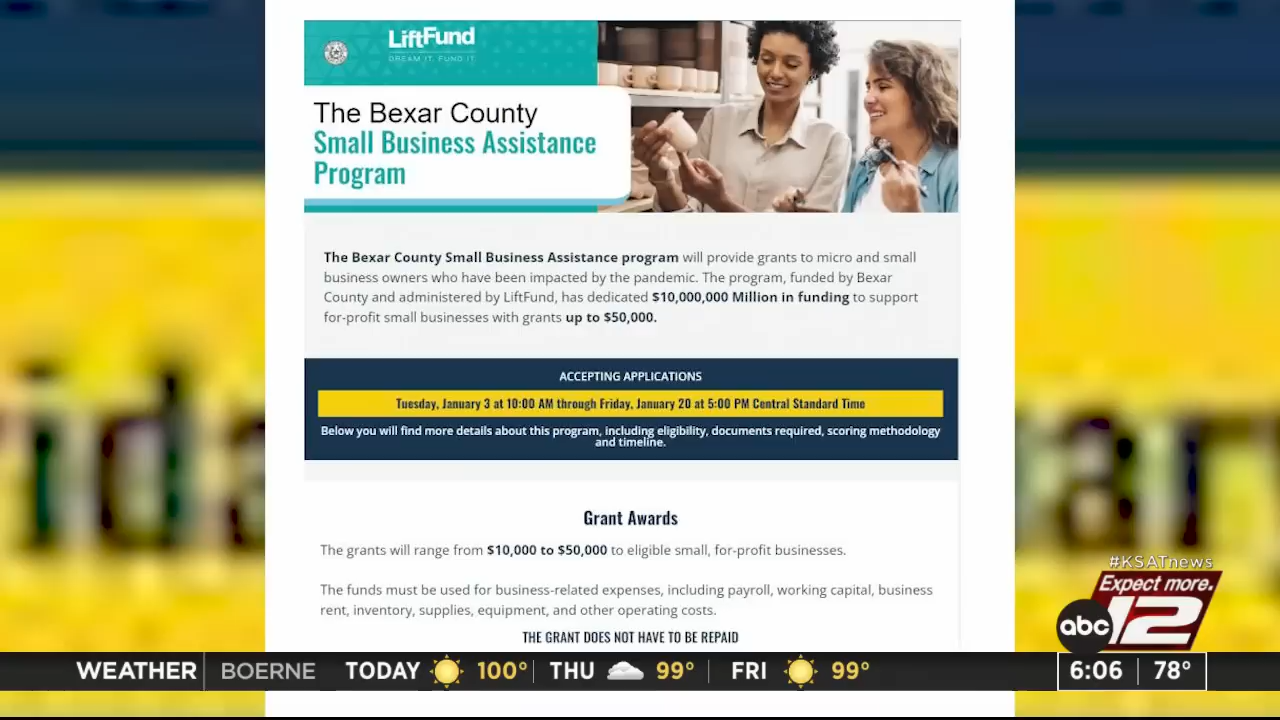 LiftFund
DREAM IT. FUND IT
The Bexar County
Small Business Assistance
Program
The Bexar County Small Business Assistance program will provide grants to micro and small
business owners who have been impacted by the pandemic. The program, funded by Bexar
County and administered by LiftFund, has dedicated $10,000,000 Million in funding to support
for-profit small businesses with grants up to $50,000.
ACCEPTING APPLICATIONS
Tuesday, January 3 at 10:00 AM through Friday, January 20 at 5:00 PM Central Standard Time
Below you will find more details about this program, including eligibility, documents required, scoring methodology
and timeline.
Grant Awards
The grants will range from $10,000 to $50,000 to eligible small, for-profit businesses.
The funds must be used for business-related expenses, including payroll, working capital, business
rent, inventory, supplies, equipment, and other operating costs.
THE GRANT DOES NOT HAVE TO BE REPAID
#KSATnews
Expect more.
abc 12
WEATHER BOERNE TODAY 100° THU 99° FRI 99° 6:06 78°